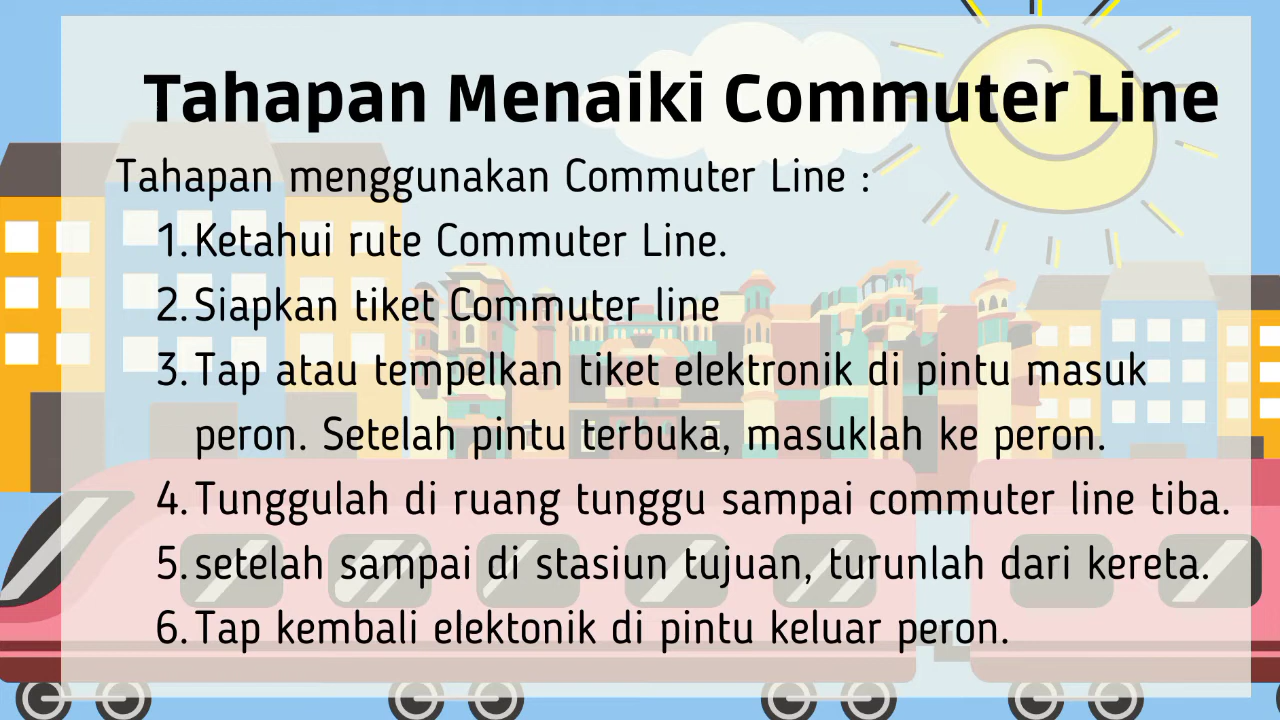 Tahapan Menaiki Commuter Line
Tahapan menggunakan Commuter Line :
1. Ketahui rute Commuter Line.
2. Siapkan tiket Commuter line
3. Tap atau tempelkan tiket elektronik di pintu masuk
peron. Setelah pintu terbuka, masuklah ke peron.
4. Tunggulah di ruang tunggu sampai commuter line tiba.
5. setelah sampai di stasiun tujuan, turunlah dari kereta.
6. Tap kembali elektonik di pintu keluar peron.